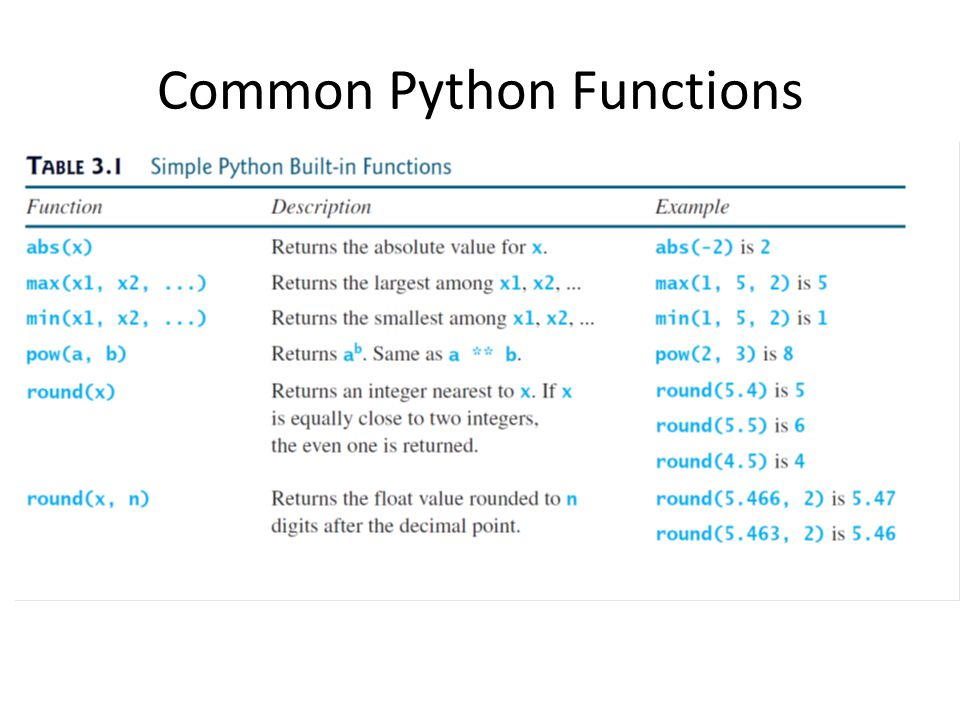 Common Python Functions
TABLE 3.1 Simple Python Built-in Functions
Function Description Example
abs(x) Returns the absolute value for x. abs(-2) is 2
max(x1, x2, ...) Returns the largest among x1, x2, ... max(1, 5, 2) is 5
min(x1, x2, ...) Returns the smallest among x1, x2, ... min(1, 5, 2) is 1
pow(a, b) Returns a^b. Same as a ** b. pow(2, 3) is 8
round(x) Returns an integer nearest to x. If x round(5.4) is 5
is equally close to two integers, round(5.5) is 6
the even one is returned. round(4.5) is 4
round(x, n) Returns the float value rounded to n round(5.466, 2) is 5.47
digits after the decimal point. round(5.463, 2) is 5.46